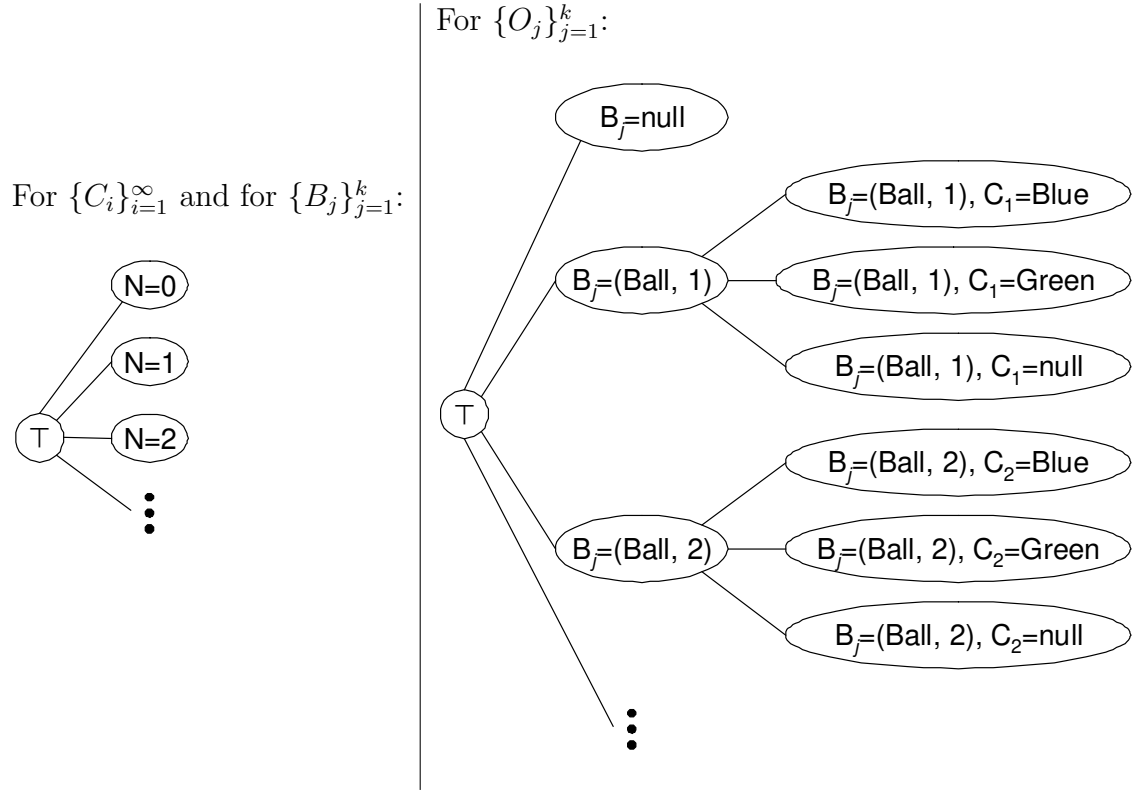 For {C_i}_{i=1}^∞ and for {B_j}_{j=1}^k:
N=0
N=1
N=2
⊤
⋮
For {O_j}_{j=1}^k:
B_j=null
B_j=(Ball, 1), C_1=Blue
B_j=(Ball, 1)
B_j=(Ball, 1), C_1=Green
B_j=(Ball, 1), C_1=null
⊤
B_j=(Ball, 2), C_2=Blue
B_j=(Ball, 2)
B_j=(Ball, 2), C_2=Green
B_j=(Ball, 2), C_2=null
⋮